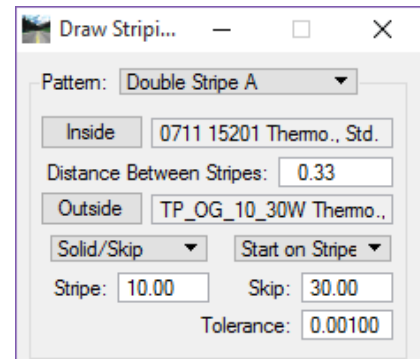 Draw Stripi...
Pattern: Double Stripe A
Inside 0711 15201 Thermo., Std.
Distance Between Stripes: 0.33
Outside TP_OG_10_30W Thermo.,
Solid/Skip Start on Stripe
Stripe: 10.00 Skip: 30.00
Tolerance: 0.00100